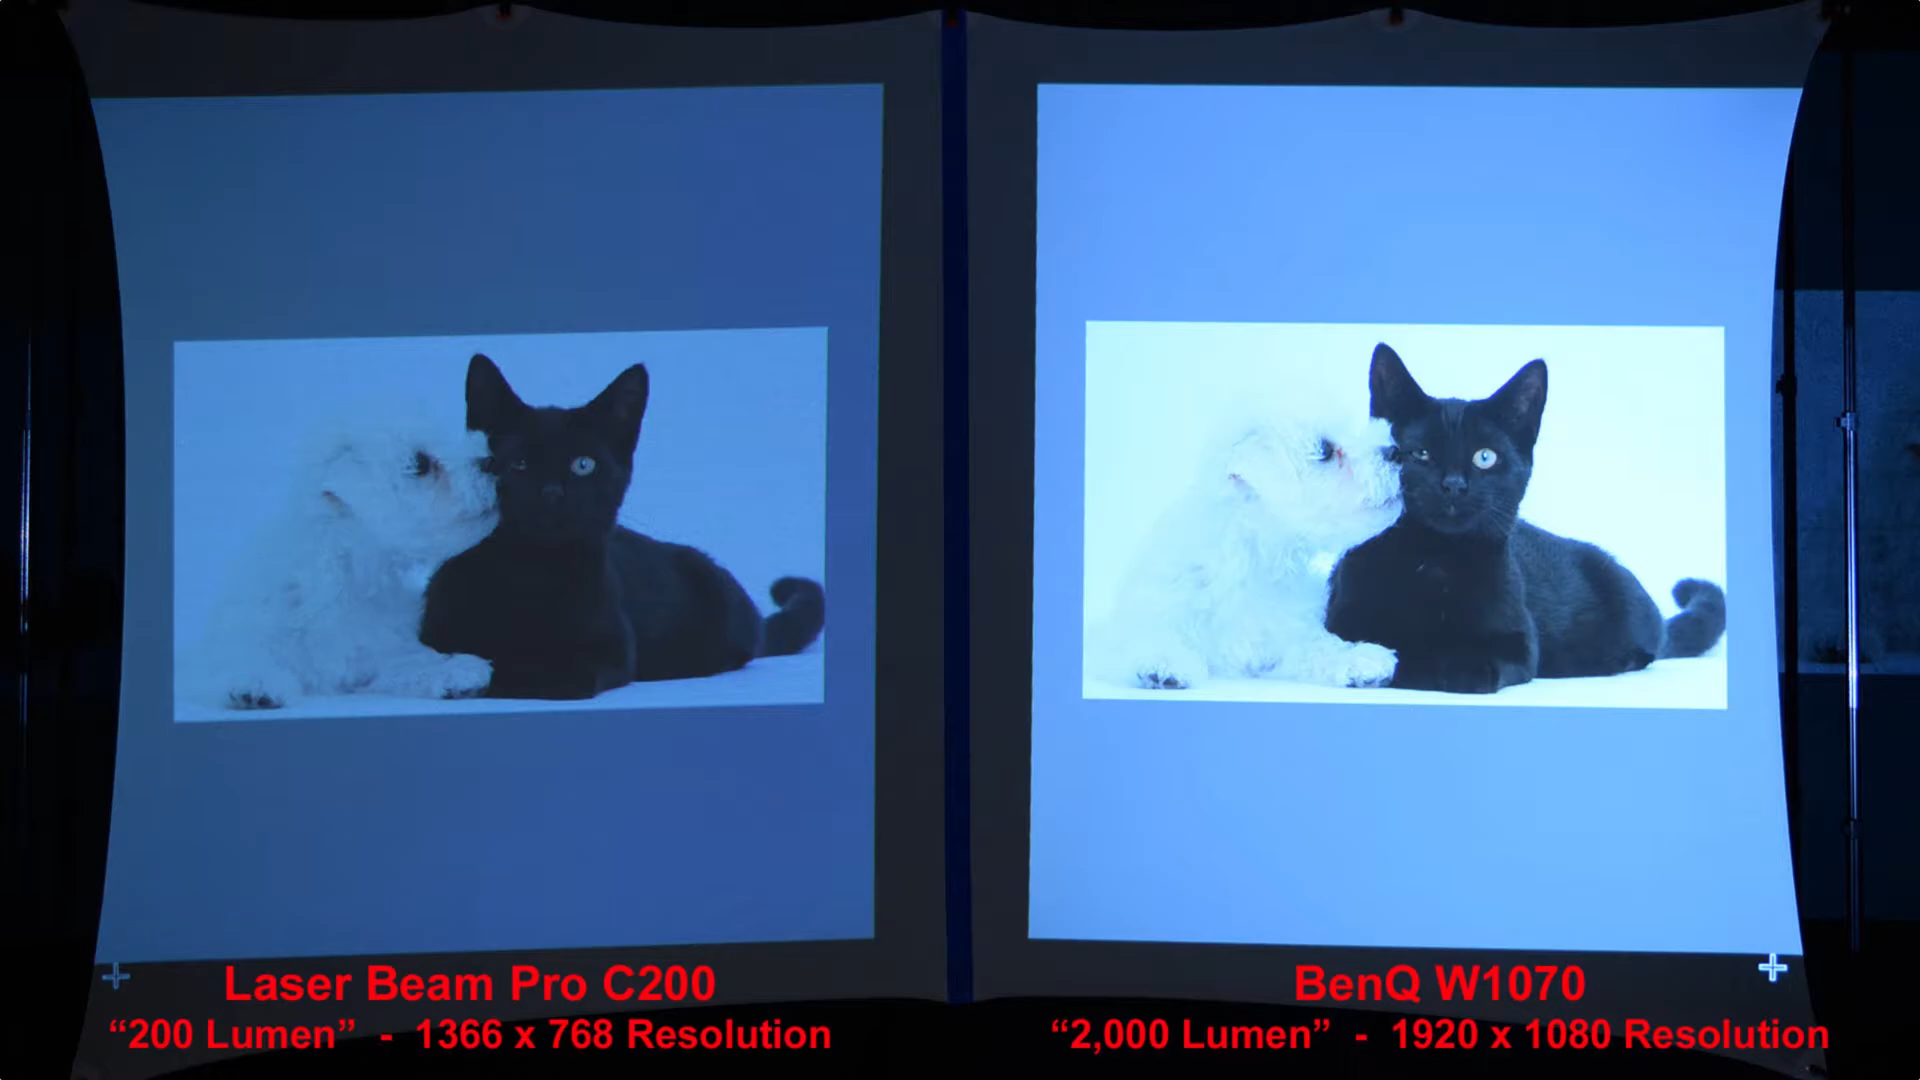 Laser Beam Pro C200
“200 Lumen” - 1366 x 768 Resolution
BenQ W1070
“2,000 Lumen” - 1920 x 1080 Resolution